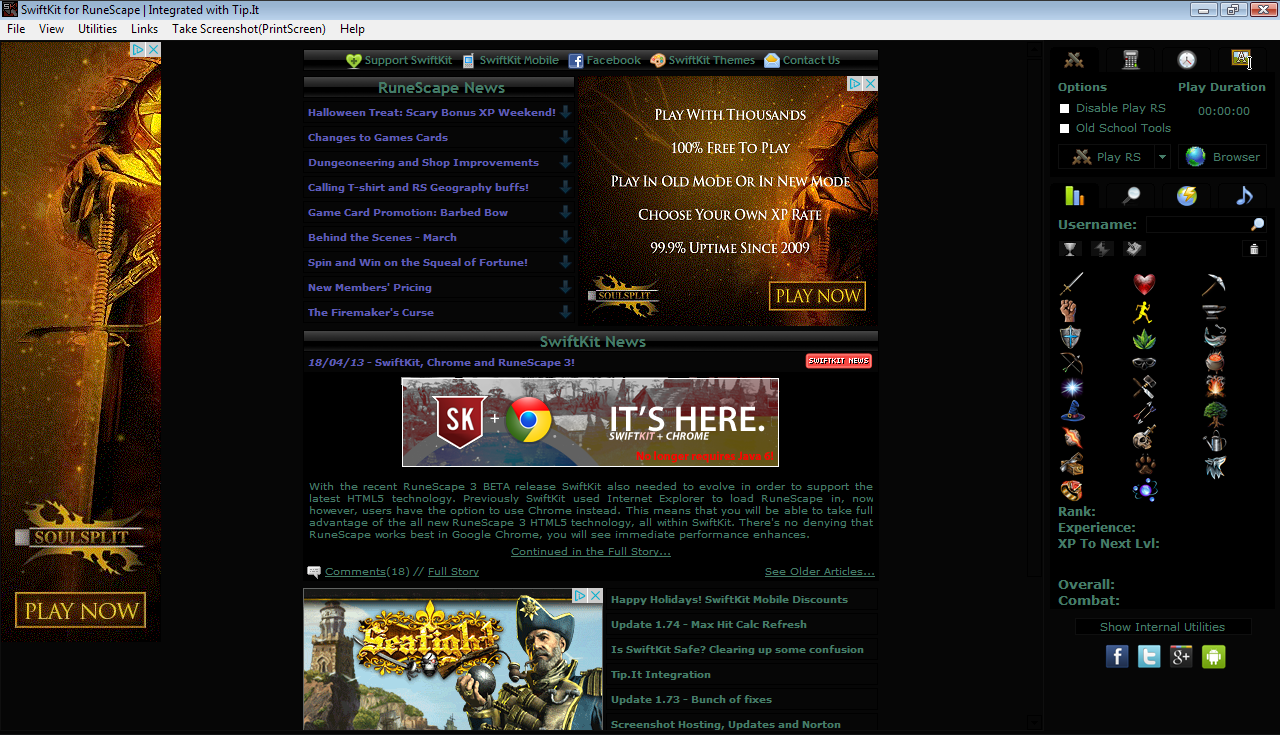 SwiftKit for RuneScape | Integrated with Tip.It
File View Utilities Links Take Screenshot(PrintScreen) Help
Support SwiftKit SwiftKit Mobile Facebook SwiftKit Themes Contact Us
RuneScape News
Halloween Treat: Scary Bonus XP Weekend!
Changes to Games Cards
Dungeoneering and Shop Improvements
Calling T-shirt and RS Geography buffs!
Game Card Promotion: Barbed Bow
Behind the Scenes - March
Spin and Win on the Squeal of Fortune!
New Members' Pricing
The Firemaker's Curse
PLAY WITH THOUSANDS
100% FREE TO PLAY
PLAY IN OLD MODE OR IN NEW MODE
CHOOSE YOUR OWN XP RATE
99.9% UPTIME SINCE 2009
SOULSPLIT
PLAY NOW
SOULSPLIT
PLAY NOW
SwiftKit News
18/04/13 - SwiftKit, Chrome and RuneScape 3!
SWIFTKIT NEWS
SK + IT'S HERE.
SWIFTKIT + CHROME
No longer requires Java 6!
With the recent RuneScape 3 BETA release SwiftKit also needed to evolve in order to support the
latest HTML5 technology. Previously SwiftKit used Internet Explorer to load RuneScape in, now
however, users have the option to use Chrome instead. This means that you will be able to take full
advantage of the all new RuneScape 3 HTML5 technology, all within SwiftKit. There's no denying that
RuneScape works best in Google Chrome, you will see immediate performance enhances.
Continued in the Full Story...
Comments(18) // Full Story
See Older Articles...
Seafight
Happy Holidays! SwiftKit Mobile Discounts
Update 1.74 - Max Hit Calc Refresh
Is SwiftKit Safe? Clearing up some confusion
Tip.It Integration
Update 1.73 - Bunch of fixes
Screenshot Hosting, Updates and Norton
Options
Play Duration
Disable Play RS
00:00:00
Old School Tools
Play RS
Browser
Username:
Rank:
Experience:
XP To Next Lvl:
Overall:
Combat:
Show Internal Utilities